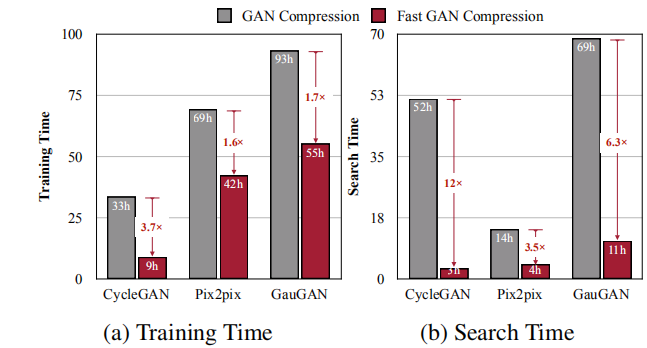 GAN Compression Fast GAN Compression
100
75
50
25
0
Training Time
33h
3.7×
9h
69h
1.6×
42h
93h
1.7×
55h
CycleGAN Pix2pix GauGAN
(a) Training Time
70
53
35
18
0
Search Time
52h
12×
3h
14h
3.5×
4h
69h
6.3×
11h
CycleGAN Pix2pix GauGAN
(b) Search Time